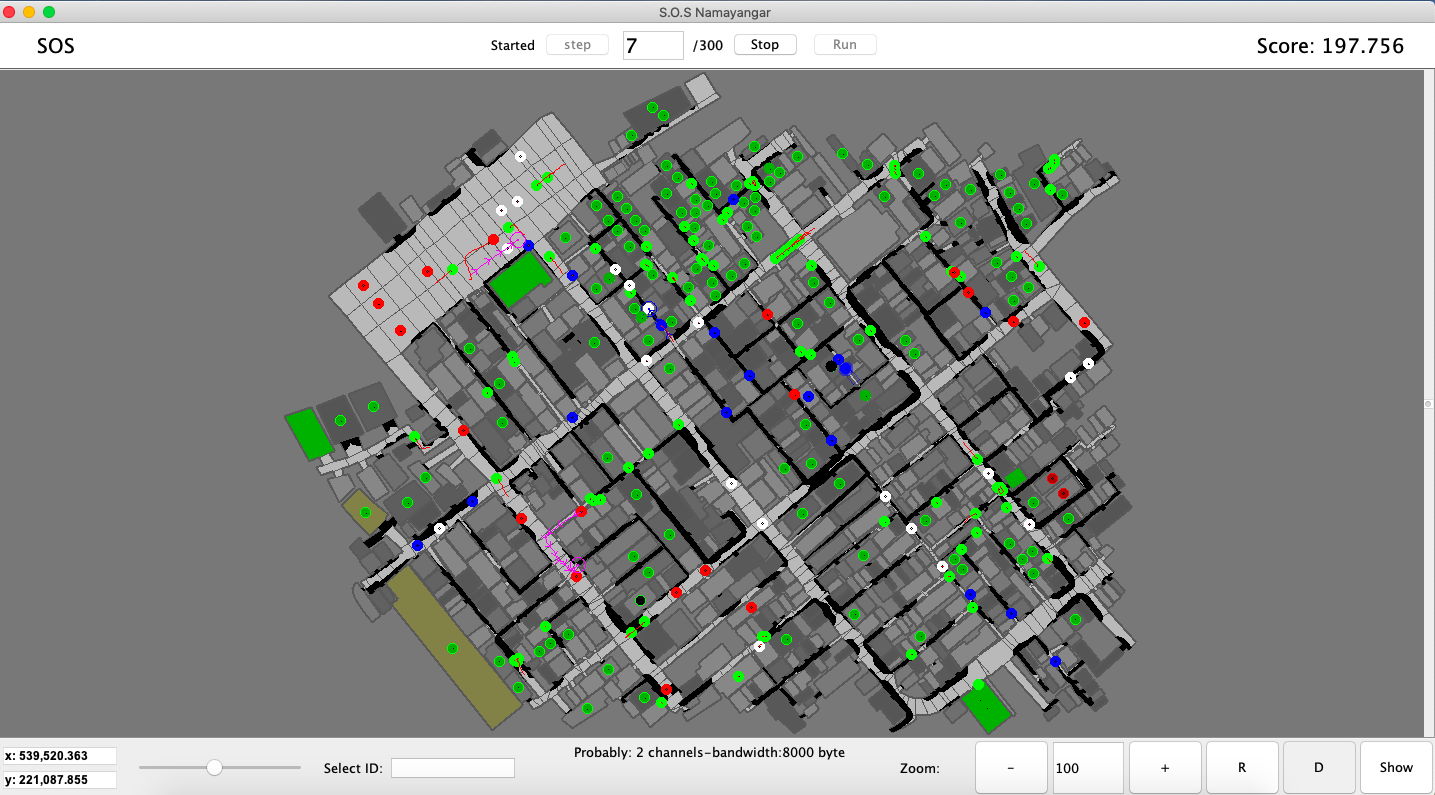 S.O.S Namayangar
SOS
Started step 7 /300 Stop Run
Score: 197.756
x: 539,520.363
y: 221,087.855
Select ID:
Probably: 2 channels-bandwidth:8000 byte
Zoom: - 100 + R D Show